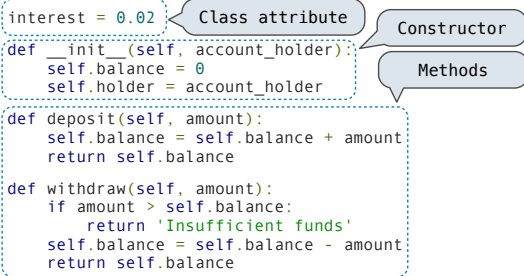 interest = 0.02
Class attribute
Constructor
def __init__(self, account_holder):
    self.balance = 0
    self.holder = account_holder
Methods
def deposit(self, amount):
    self.balance = self.balance + amount
    return self.balance
def withdraw(self, amount):
    if amount > self.balance:
        return 'Insufficient funds'
    self.balance = self.balance - amount
    return self.balance